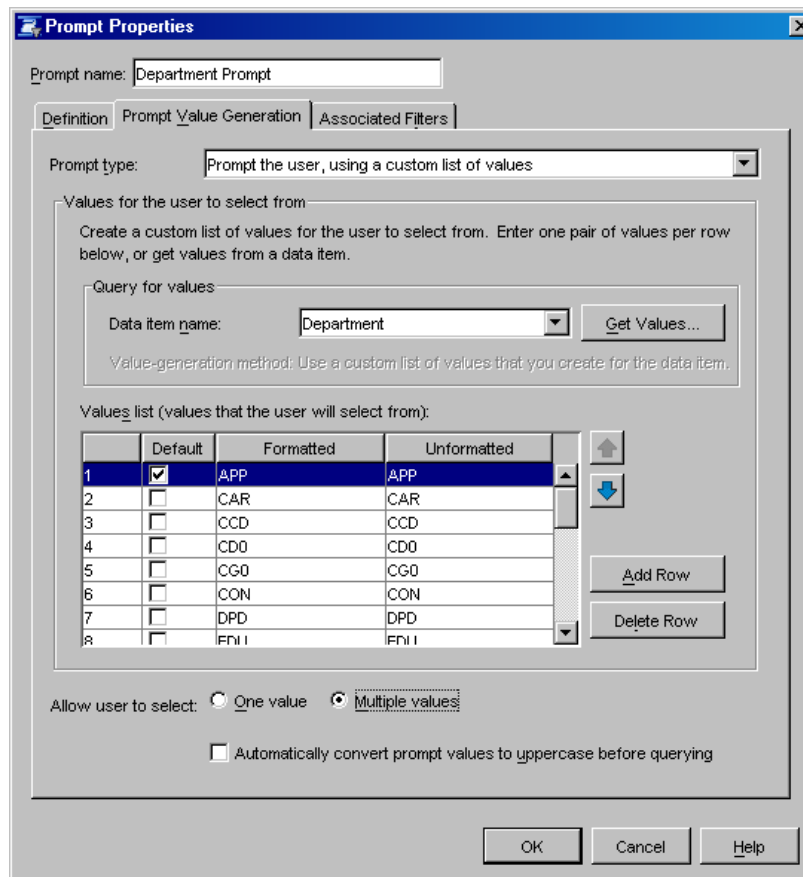 Prompt Properties
Prompt name: Department Prompt
Definition Prompt Value Generation Associated Filters
Prompt type: Prompt the user, using a custom list of values
Values for the user to select from
Create a custom list of values for the user to select from. Enter one pair of values per row
below, or get values from a data item.
Query for values
Data item name: Department Get Values...
Value-generation method: Use a custom list of values that you create for the data item.
Values list (values that the user will select from):
Default Formatted Unformatted
1 APP APP
2 CAR CAR
3 CCD CCD
4 CD0 CD0
5 CG0 CG0
6 CON CON
7 DPD DPD
8 EDU EDU
Add Row
Delete Row
Allow user to select: One value Multiple values
Automatically convert prompt values to uppercase before querying
OK Cancel Help